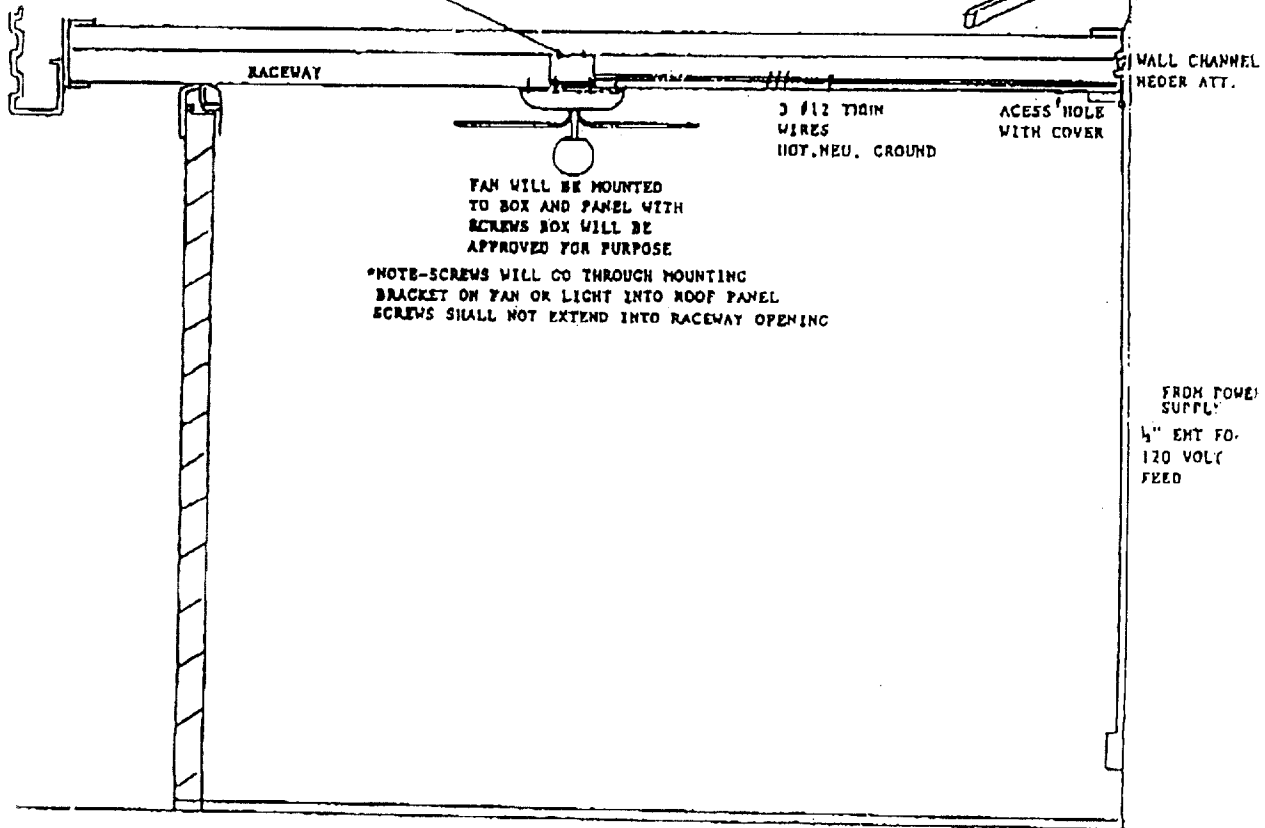 RACEWAY
WALL CHANNEL
HEDER ATT.
3 #12 THHN
WIRES
HOT.NEU. GROUND
ACESS HOLE
WITH COVER
FAN WILL BE MOUNTED
TO BOX AND PANEL WITH
SCREWS BOX WILL BE
APPROVED FOR PURPOSE
*NOTE-SCREWS WILL GO THROUGH MOUNTING
BRACKET ON FAN OR LIGHT INTO ROOF PANEL
SCREWS SHALL NOT EXTEND INTO RACEWAY OPENING
FROM POWE
SUPPLY
½" EMT FO
120 VOLT
FEED